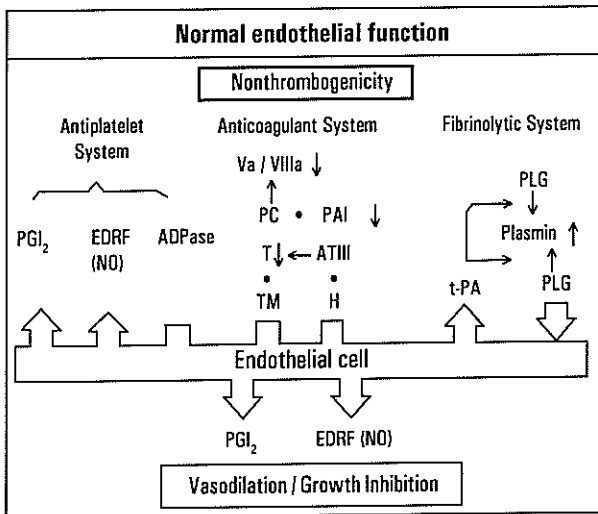 Normal endothelial function
Nonthrombogenicity
Antiplatelet
System
Anticoagulant System
Fibrinolytic System
Va / VIIIa ↓
PC • PAI ↓
T↓ ← ATIII
TM
H
PGI₂
EDRF
(NO)
ADPase
PLG
Plasmin ↑
PLG
t-PA
Endothelial cell
PGI₂
EDRF (NO)
Vasodilation / Growth Inhibition